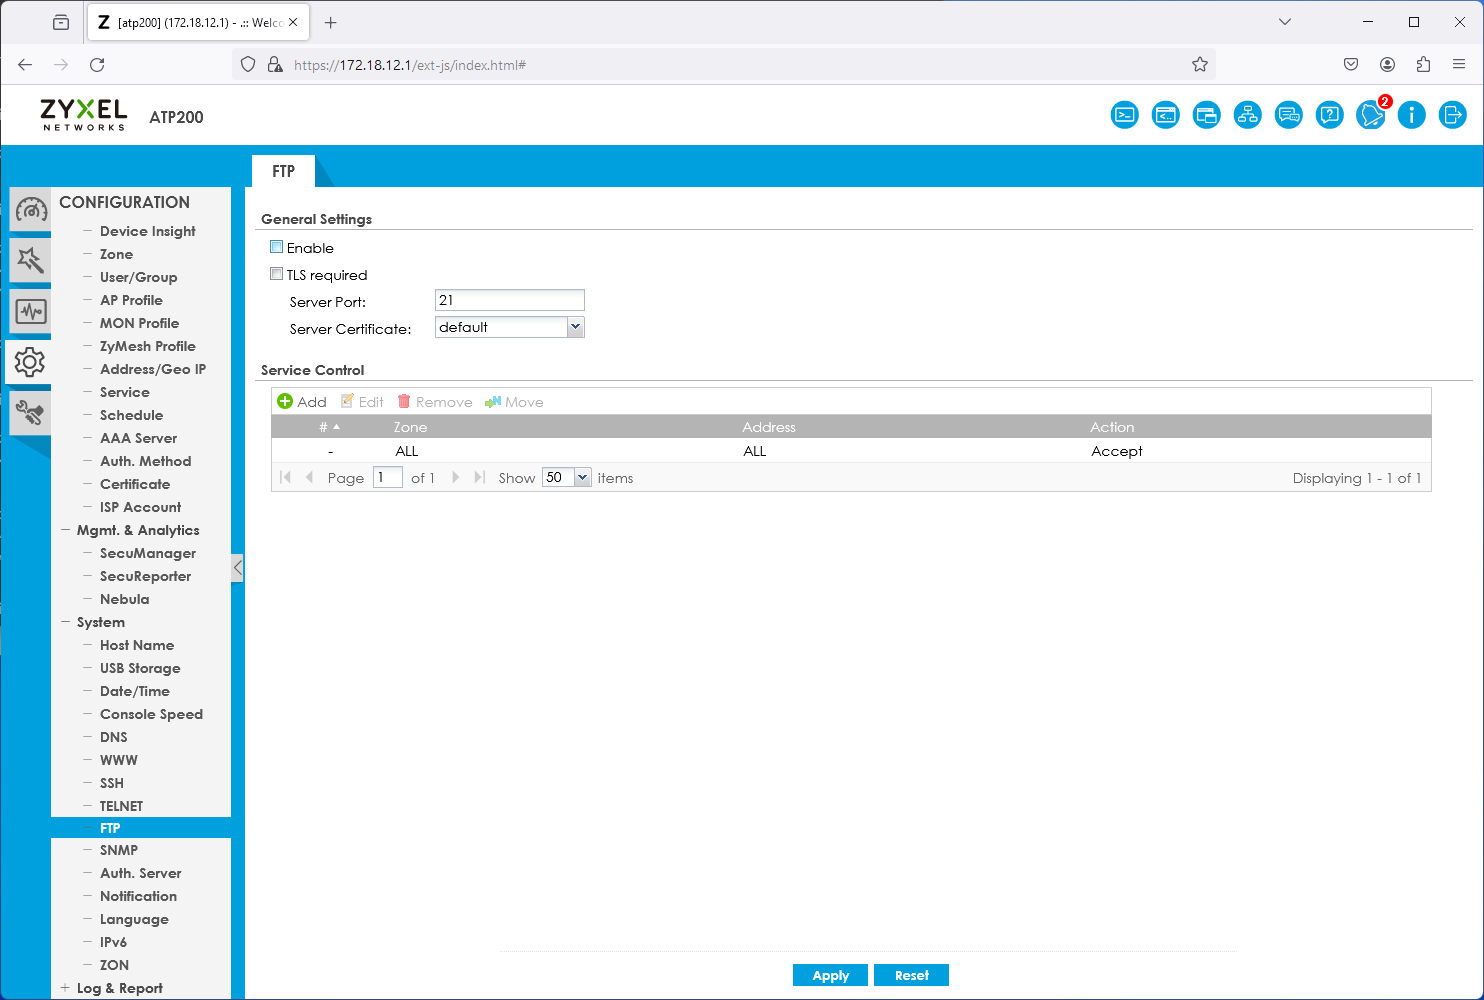 Z [atp200] (172.18.12.1) - .:: Welco
https://172.18.12.1/ext-js/index.html#
ZYXEL
NETWORKS
ATP200
2
FTP
CONFIGURATION
Device Insight
Zone
User/Group
AP Profile
MON Profile
ZyMesh Profile
Address/Geo IP
Service
Schedule
AAA Server
Auth. Method
Certificate
ISP Account
Mgmt. & Analytics
SecuManager
SecuReporter
Nebula
System
Host Name
USB Storage
Date/Time
Console Speed
DNS
WWW
SSH
TELNET
FTP
SNMP
Auth. Server
Notification
Language
IPv6
ZON
Log & Report
General Settings
Enable
TLS required
Server Port: 21
Server Certificate: default
Service Control
Add Edit Remove Move
# Zone Address Action
- ALL ALL Accept
Page 1 of 1 Show 50 items Displaying 1 - 1 of 1
Apply Reset